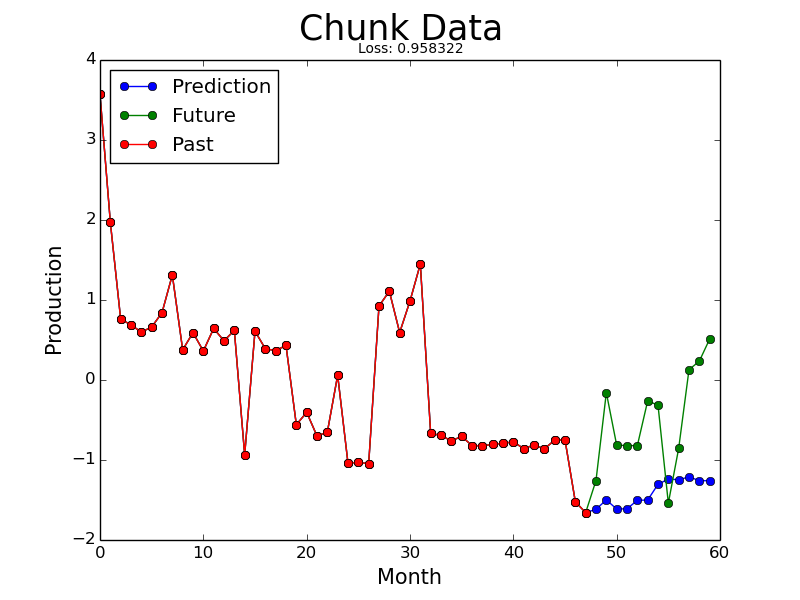 Chunk Data
Loss: 0.958322
Prediction
Future
Past
4
3
2
1
0
−1
−2
Production
0 10 20 30 40 50 60
Month